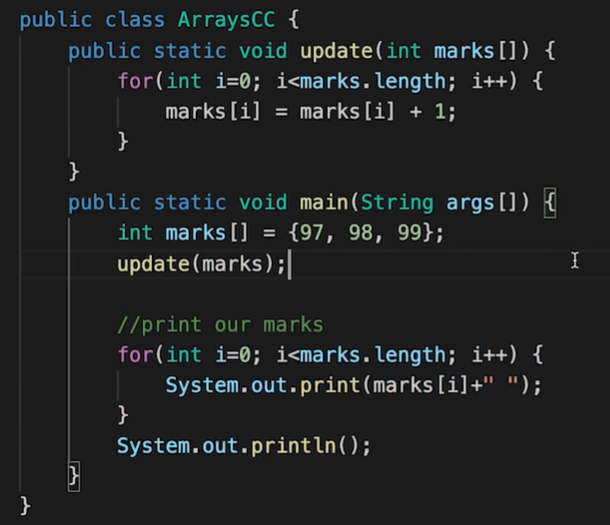 public class ArraysCC {
    public static void update(int marks[]) {
        for(int i=0; i<marks.length; i++) {
            marks[i] = marks[i] + 1;
        }
    }
    public static void main(String args[]) {
        int marks[] = {97, 98, 99};
        update(marks);

        //print our marks
        for(int i=0; i<marks.length; i++) {
            System.out.print(marks[i]+" ");
        }
        System.out.println();
    }
}